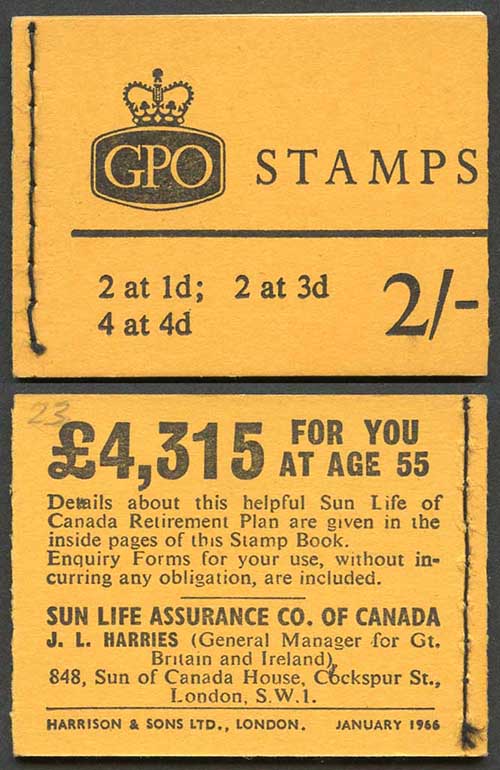 GPO STAMPS
2 at 1d; 2 at 3d
4 at 4d
2/-
23
£4,315 FOR YOU
AT AGE 55
Details about this helpful Sun Life of
Canada Retirement Plan are given in the
inside pages of this Stamp Book.
Enquiry Forms for your use, without in-
curring any obligation, are included.
SUN LIFE ASSURANCE CO. OF CANADA
J. L. HARRIES (General Manager for Gt.
Britain and Ireland),
848, Sun of Canada House, Cockspur St.,
London, S.W.1.
HARRISON & SONS LTD., LONDON. JANUARY 1966